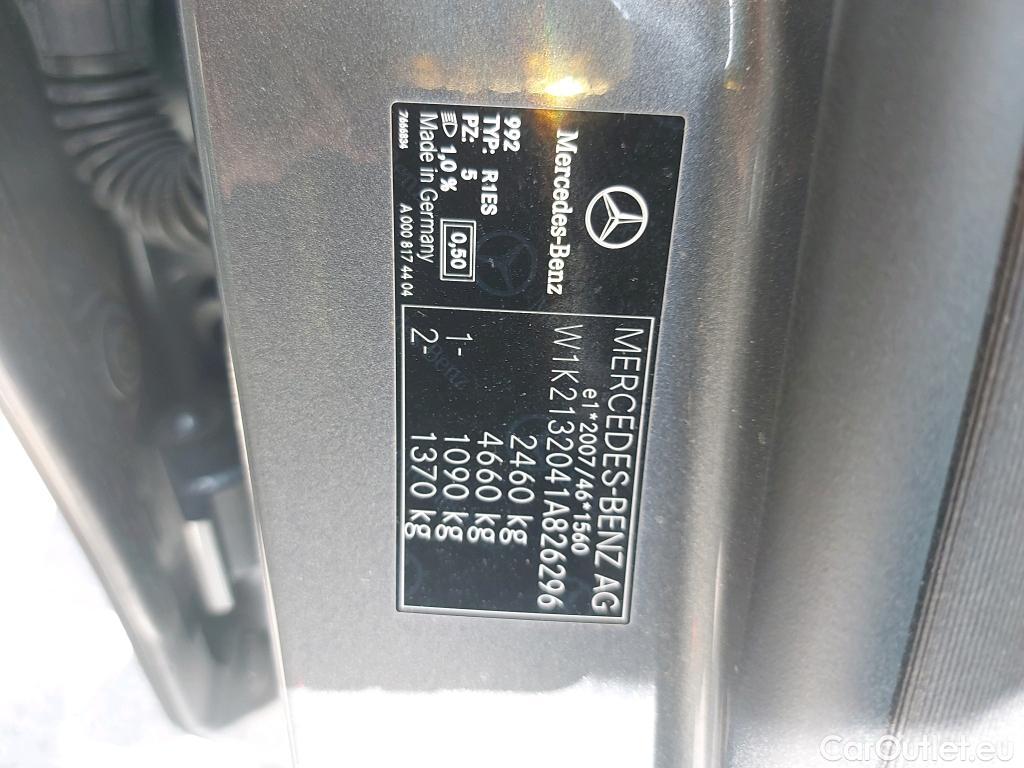 Mercedes-Benz
992
TYP: R1ES
PZ: 5
1,0 %
0,50
Made in Germany
7666836 A 000 817 44 04
MERCEDES-BENZ AG
e1*2007/46*1560
W1K2132041A826296
2460 kg
4660 kg
1- 1090 kg
2- 1370 kg
CarOutlet.eu